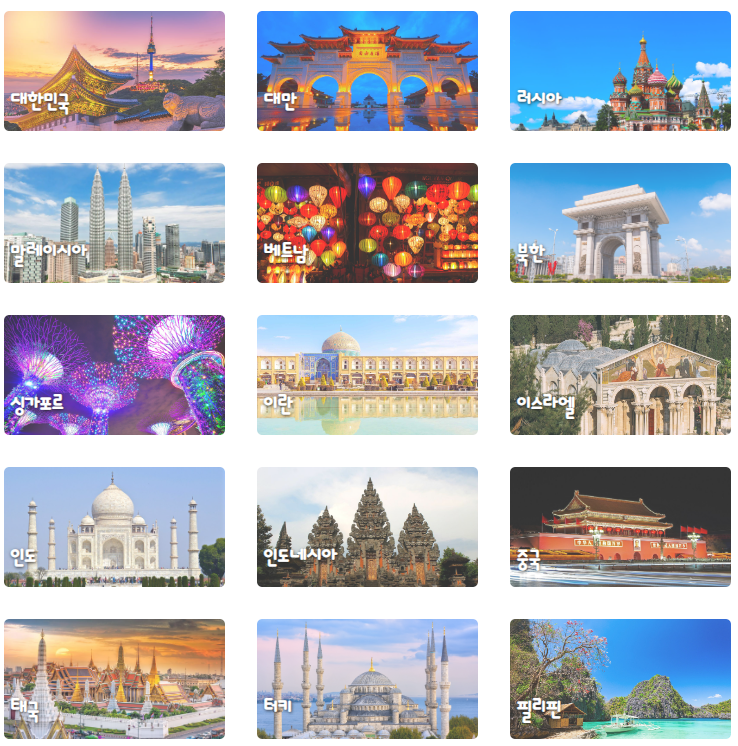 대한민국
대만
러시아
말레이시아
베트남
북한
싱가포르
이란
이스라엘
인도
인도네시아
중국
태국
터키
필리핀